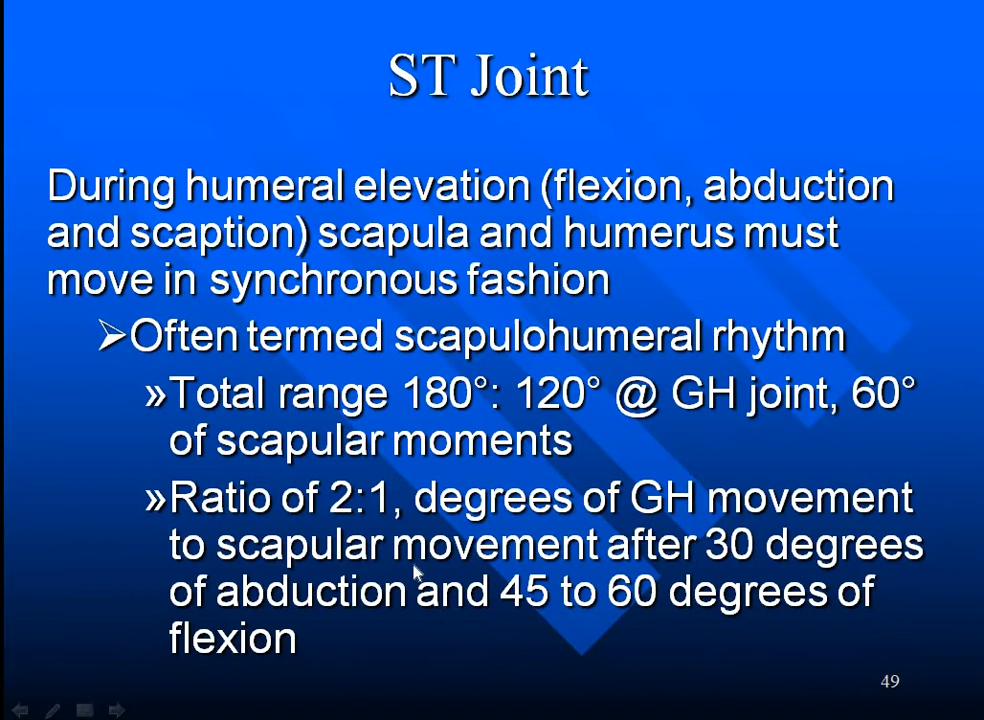 ST Joint
During humeral elevation (flexion, abduction
and scaption) scapula and humerus must
move in synchronous fashion
➢Often termed scapulohumeral rhythm
»Total range 180°: 120° @ GH joint, 60°
of scapular moments
»Ratio of 2:1, degrees of GH movement
to scapular movement after 30 degrees
of abduction and 45 to 60 degrees of
flexion
49